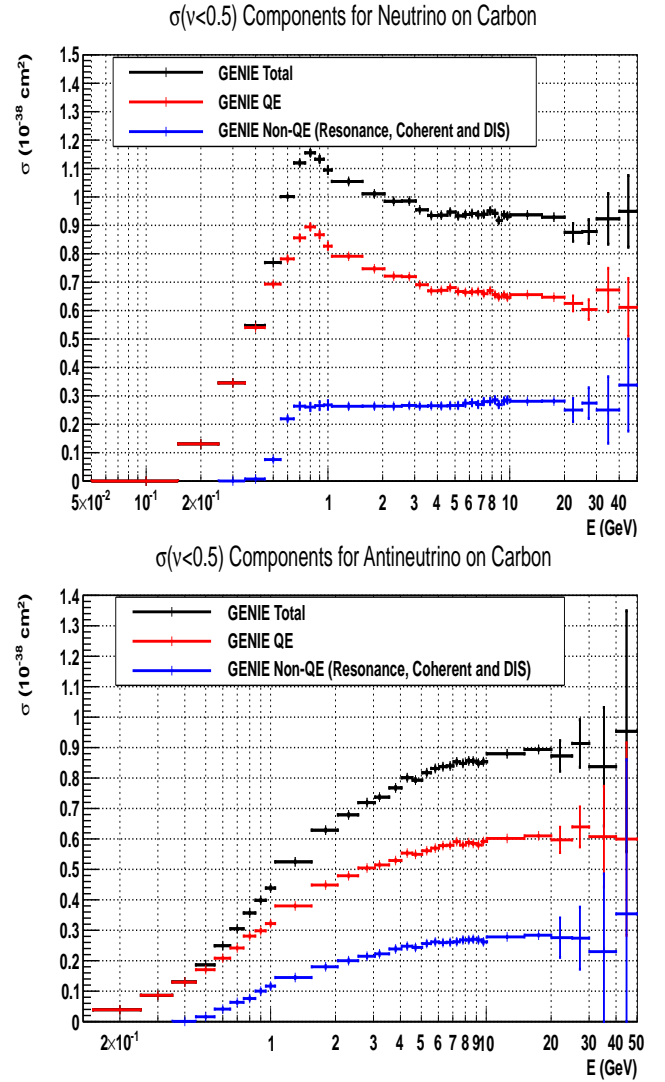 σ(ν<0.5) Components for Neutrino on Carbon
σ (10⁻³⁸ cm²)
1.5
1.4
1.3
1.2
1.1
1
0.9
0.8
0.7
0.6
0.5
0.4
0.3
0.2
0.1
0
GENIE Total
GENIE QE
GENIE Non-QE (Resonance, Coherent and DIS)
5×10⁻² 10⁻¹ 2×10⁻¹ 1 2 3 4 5 6 7 8 10 20 30 40
E (GeV)
σ(ν<0.5) Components for Antineutrino on Carbon
σ (10⁻³⁸ cm²)
1.4
1.3
1.2
1.1
1
0.9
0.8
0.7
0.6
0.5
0.4
0.3
0.2
0.1
0
GENIE Total
GENIE QE
GENIE Non-QE (Resonance, Coherent and DIS)
2×10⁻¹ 1 2 3 4 5 6 7 8 910 20 30 40 50
E (GeV)